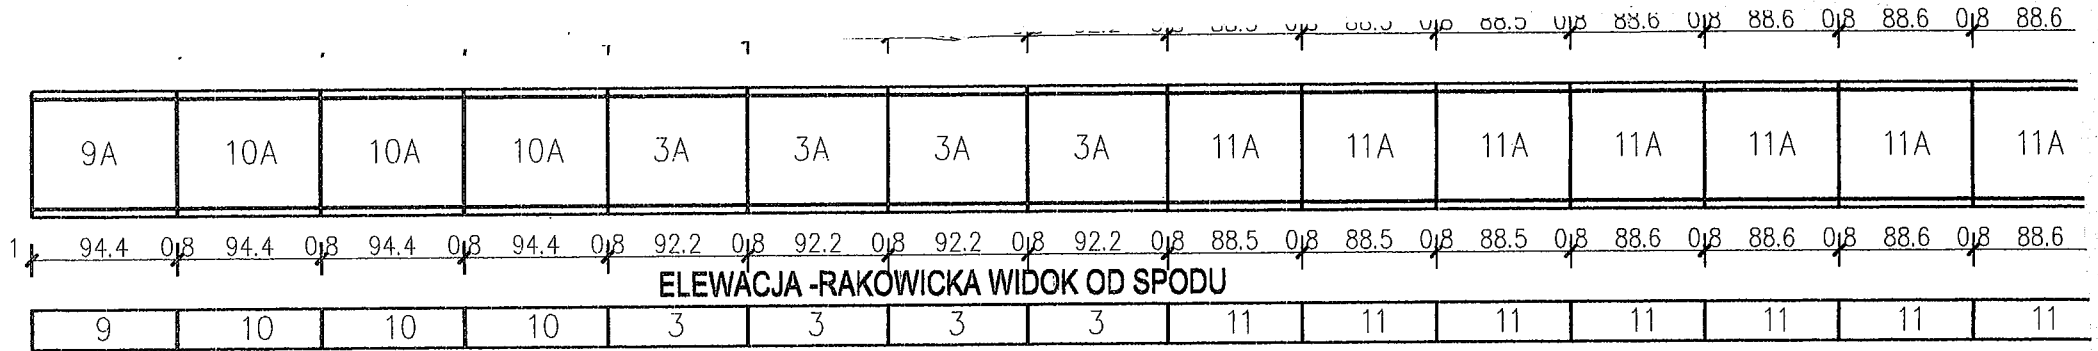 88.5 0.8 88.6 0.8 88.6 0.8 88.6 0.8 88.6
9A 10A 10A 10A 3A 3A 3A 3A 11A 11A 11A 11A 11A 11A 11A
1 94.4 0.8 94.4 0.8 94.4 0.8 94.4 0.8 92.2 0.8 92.2 0.8 92.2 0.8 92.2 0.8 88.5 0.8 88.5 0.8 88.5 0.8 88.6 0.8 88.6 0.8 88.6 0.8 88.6
ELEWACJA -RAKOWICKA WIDOK OD SPODU
9 10 10 10 3 3 3 3 11 11 11 11 11 11 11